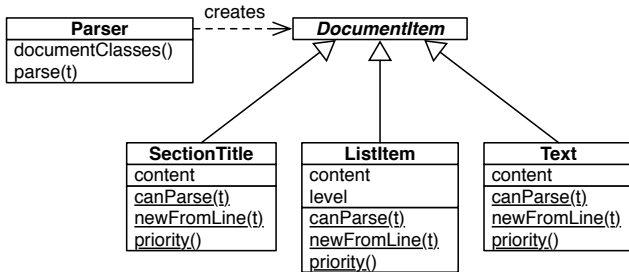 Parser
documentClasses()
parse(t)
creates
DocumentItem
SectionTitle
content
canParse(t)
newFromLine(t)
priority()
ListItem
content
level
canParse(t)
newFromLine(t)
priority()
Text
content
canParse(t)
newFromLine(t)
priority()